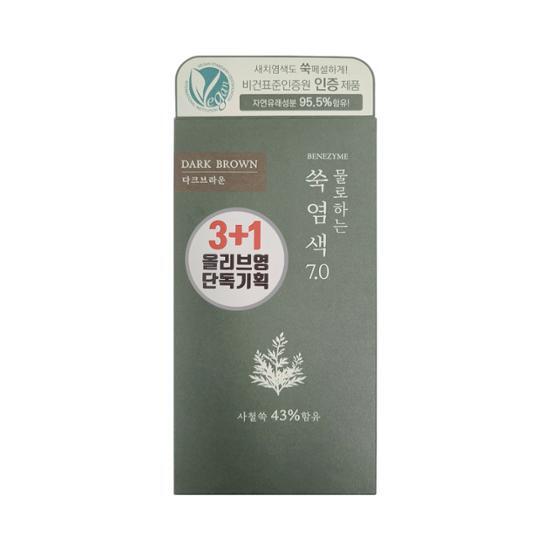 새치염색도 쑥페설하게!
비건표준인증원 인증 제품
자연유래성분 95.5%함유!
Vegan
DARK BROWN
다크브라운
BENEZYME
물로하는
쑥염색
7.0
3+1
올리브영
단독기획
사철쑥 43%함유